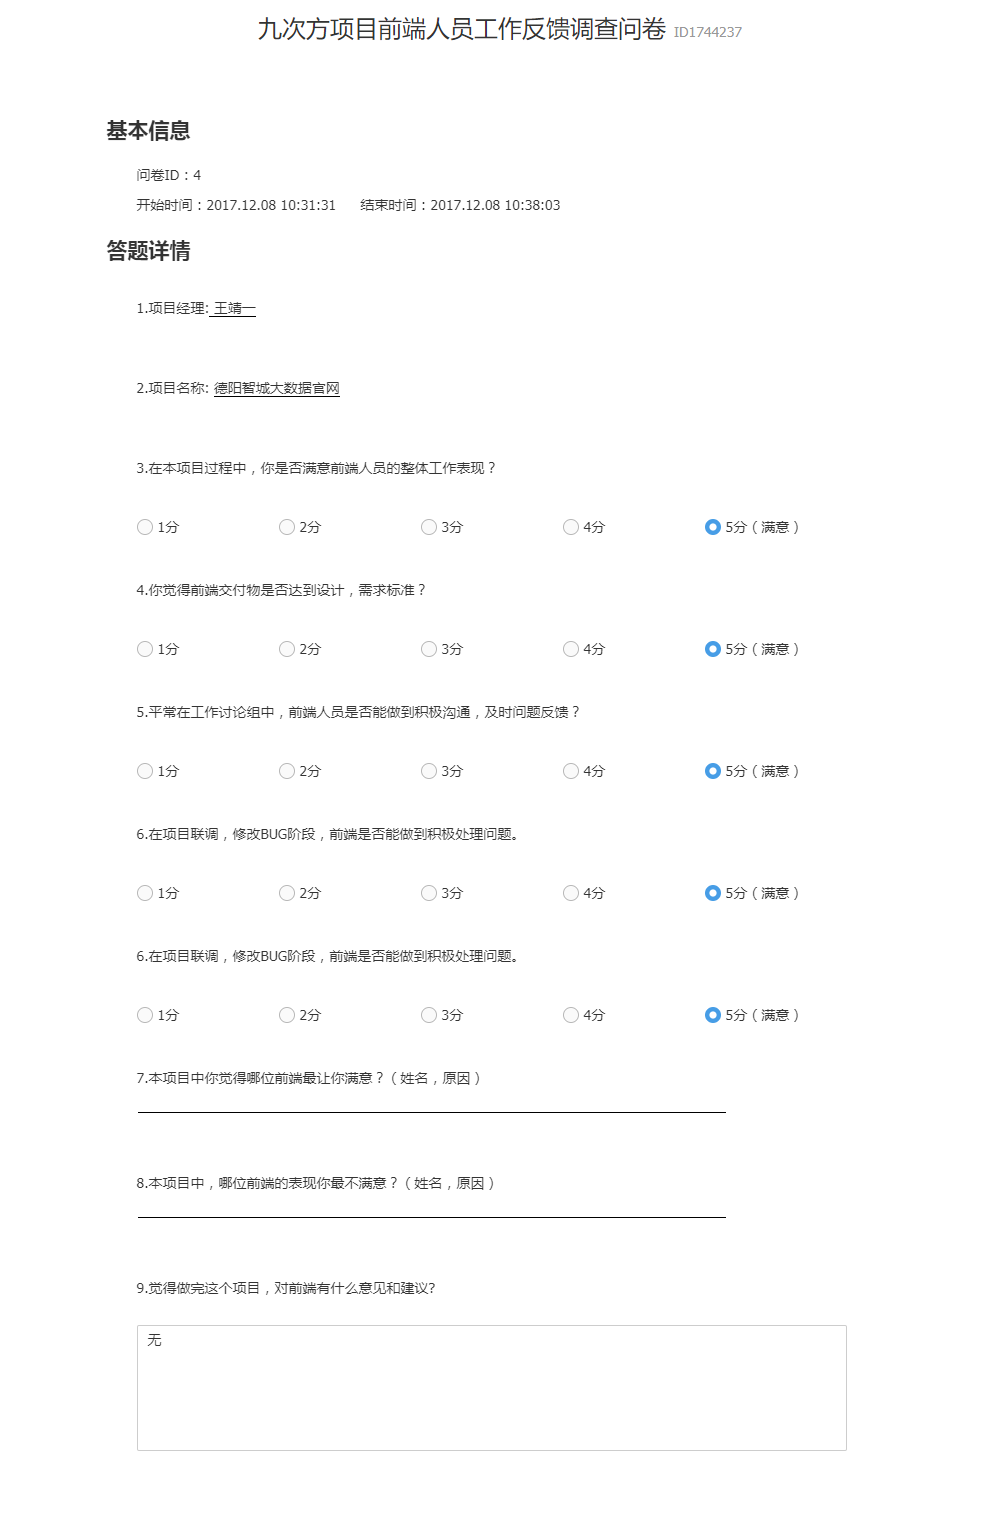 九次方项目前端人员工作反馈调查问卷 ID1744237
基本信息
问卷ID：4
开始时间：2017.12.08 10:31:31 结束时间：2017.12.08 10:38:03
答题详情
1.项目经理: 王靖一
2.项目名称: 德阳智城大数据官网
3.在本项目过程中，你是否满意前端人员的整体工作表现？
1分 2分 3分 4分 5分（满意）
4.你觉得前端交付物是否达到设计，需求标准？
1分 2分 3分 4分 5分（满意）
5.平常在工作讨论组中，前端人员是否能做到积极沟通，及时问题反馈？
1分 2分 3分 4分 5分（满意）
6.在项目联调，修改BUG阶段，前端是否能做到积极处理问题。
1分 2分 3分 4分 5分（满意）
6.在项目联调，修改BUG阶段，前端是否能做到积极处理问题。
1分 2分 3分 4分 5分（满意）
7.本项目中你觉得哪位前端最让你满意？（姓名，原因）
8.本项目中，哪位前端的表现你最不满意？（姓名，原因）
9.觉得做完这个项目，对前端有什么意见和建议?
无